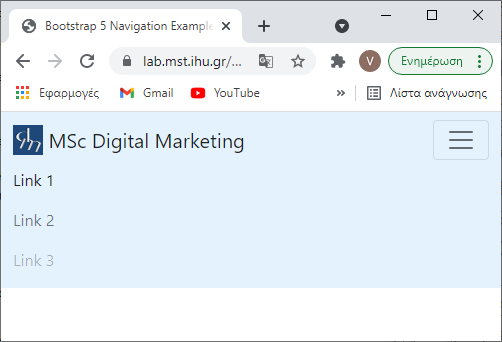 Bootstrap 5 Navigation Example
lab.mst.ihu.gr/...
V
Ενημέρωση
Εφαρμογές
Gmail
YouTube
»
Λίστα ανάγνωσης
MSc Digital Marketing
Link 1
Link 2
Link 3